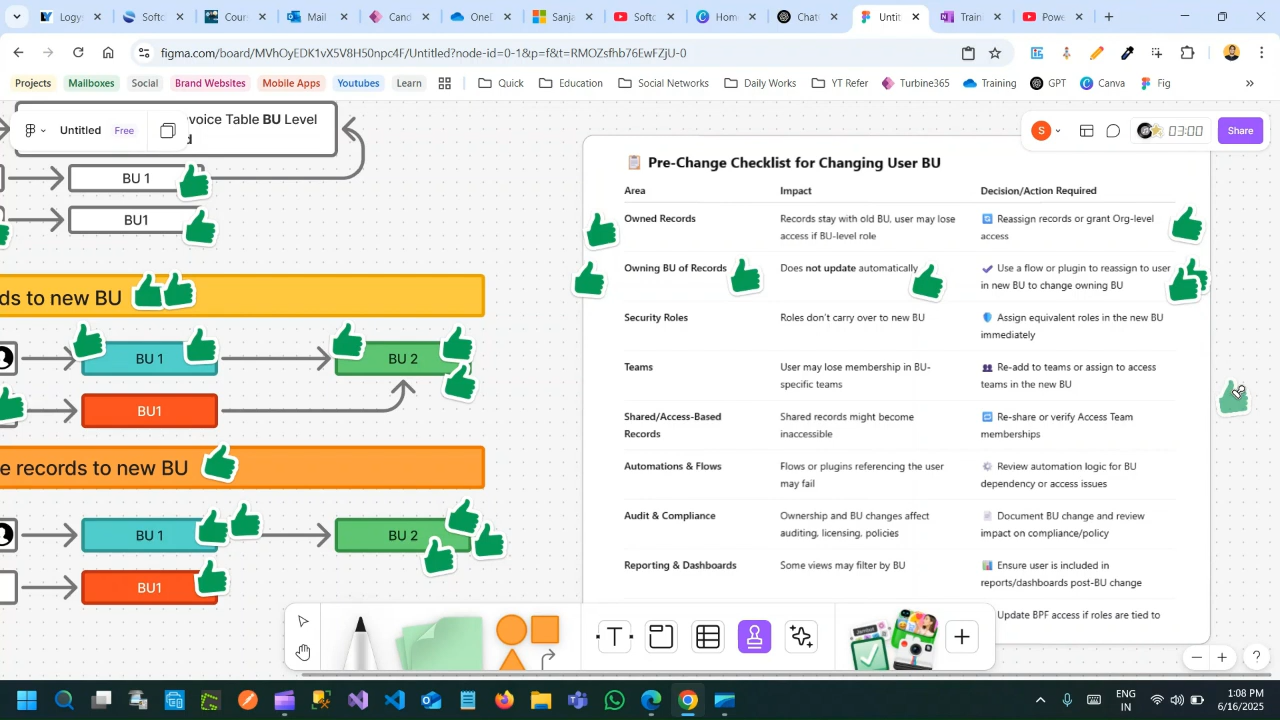 Logyi
Couto
Busin
Mail
Cand
OneD
Sanja
Softo
Hom
Chat
Untit
Train
Powe
figma.com/board/MVhOyEDK1vX5V8H50npc4F/Untitled?node-id=0-1&p=f&t=RMOZsfhb76EwFZjU-0
Projects
Mailboxes
Social
Brand Websites
Mobile Apps
Youtubes
Learn
Quick
Education
Social Networks
Daily Works
YT Refer
Turbine365
Training
GPT
Canva
Fig
Untitled
Free
voice Table BU Level
d
S
03:00
Share
BU 1
BU1
ds to new BU
BU 1
BU 2
BU1
e records to new BU
BU 1
BU 2
BU1
Pre-Change Checklist for Changing User BU
Area Impact Decision/Action Required
Owned Records
Records stay with old BU, user may lose
access if BU-level role
Reassign records or grant Org-level
access
Owning BU of Records
Does not update automatically
Use a flow or plugin to reassign to user
in new BU to change owning BU
Security Roles
Roles don't carry over to new BU
Assign equivalent roles in the new BU
immediately
Teams
User may lose membership in BU-
specific teams
Re-add to teams or assign to access
teams in the new BU
Shared/Access-Based
Records
Shared records might become
inaccessible
Re-share or verify Access Team
memberships
Automations & Flows
Flows or plugins referencing the user
may fail
Review automation logic for BU
dependency or access issues
Audit & Compliance
Ownership and BU changes affect
auditing, licensing, policies
Document BU change and review
impact on compliance/policy
Reporting & Dashboards
Some views may filter by BU
Ensure user is included in
reports/dashboards post-BU change
Update BPF access if roles are tied to
T
?
ENG
IN
1:08 PM
6/16/2025